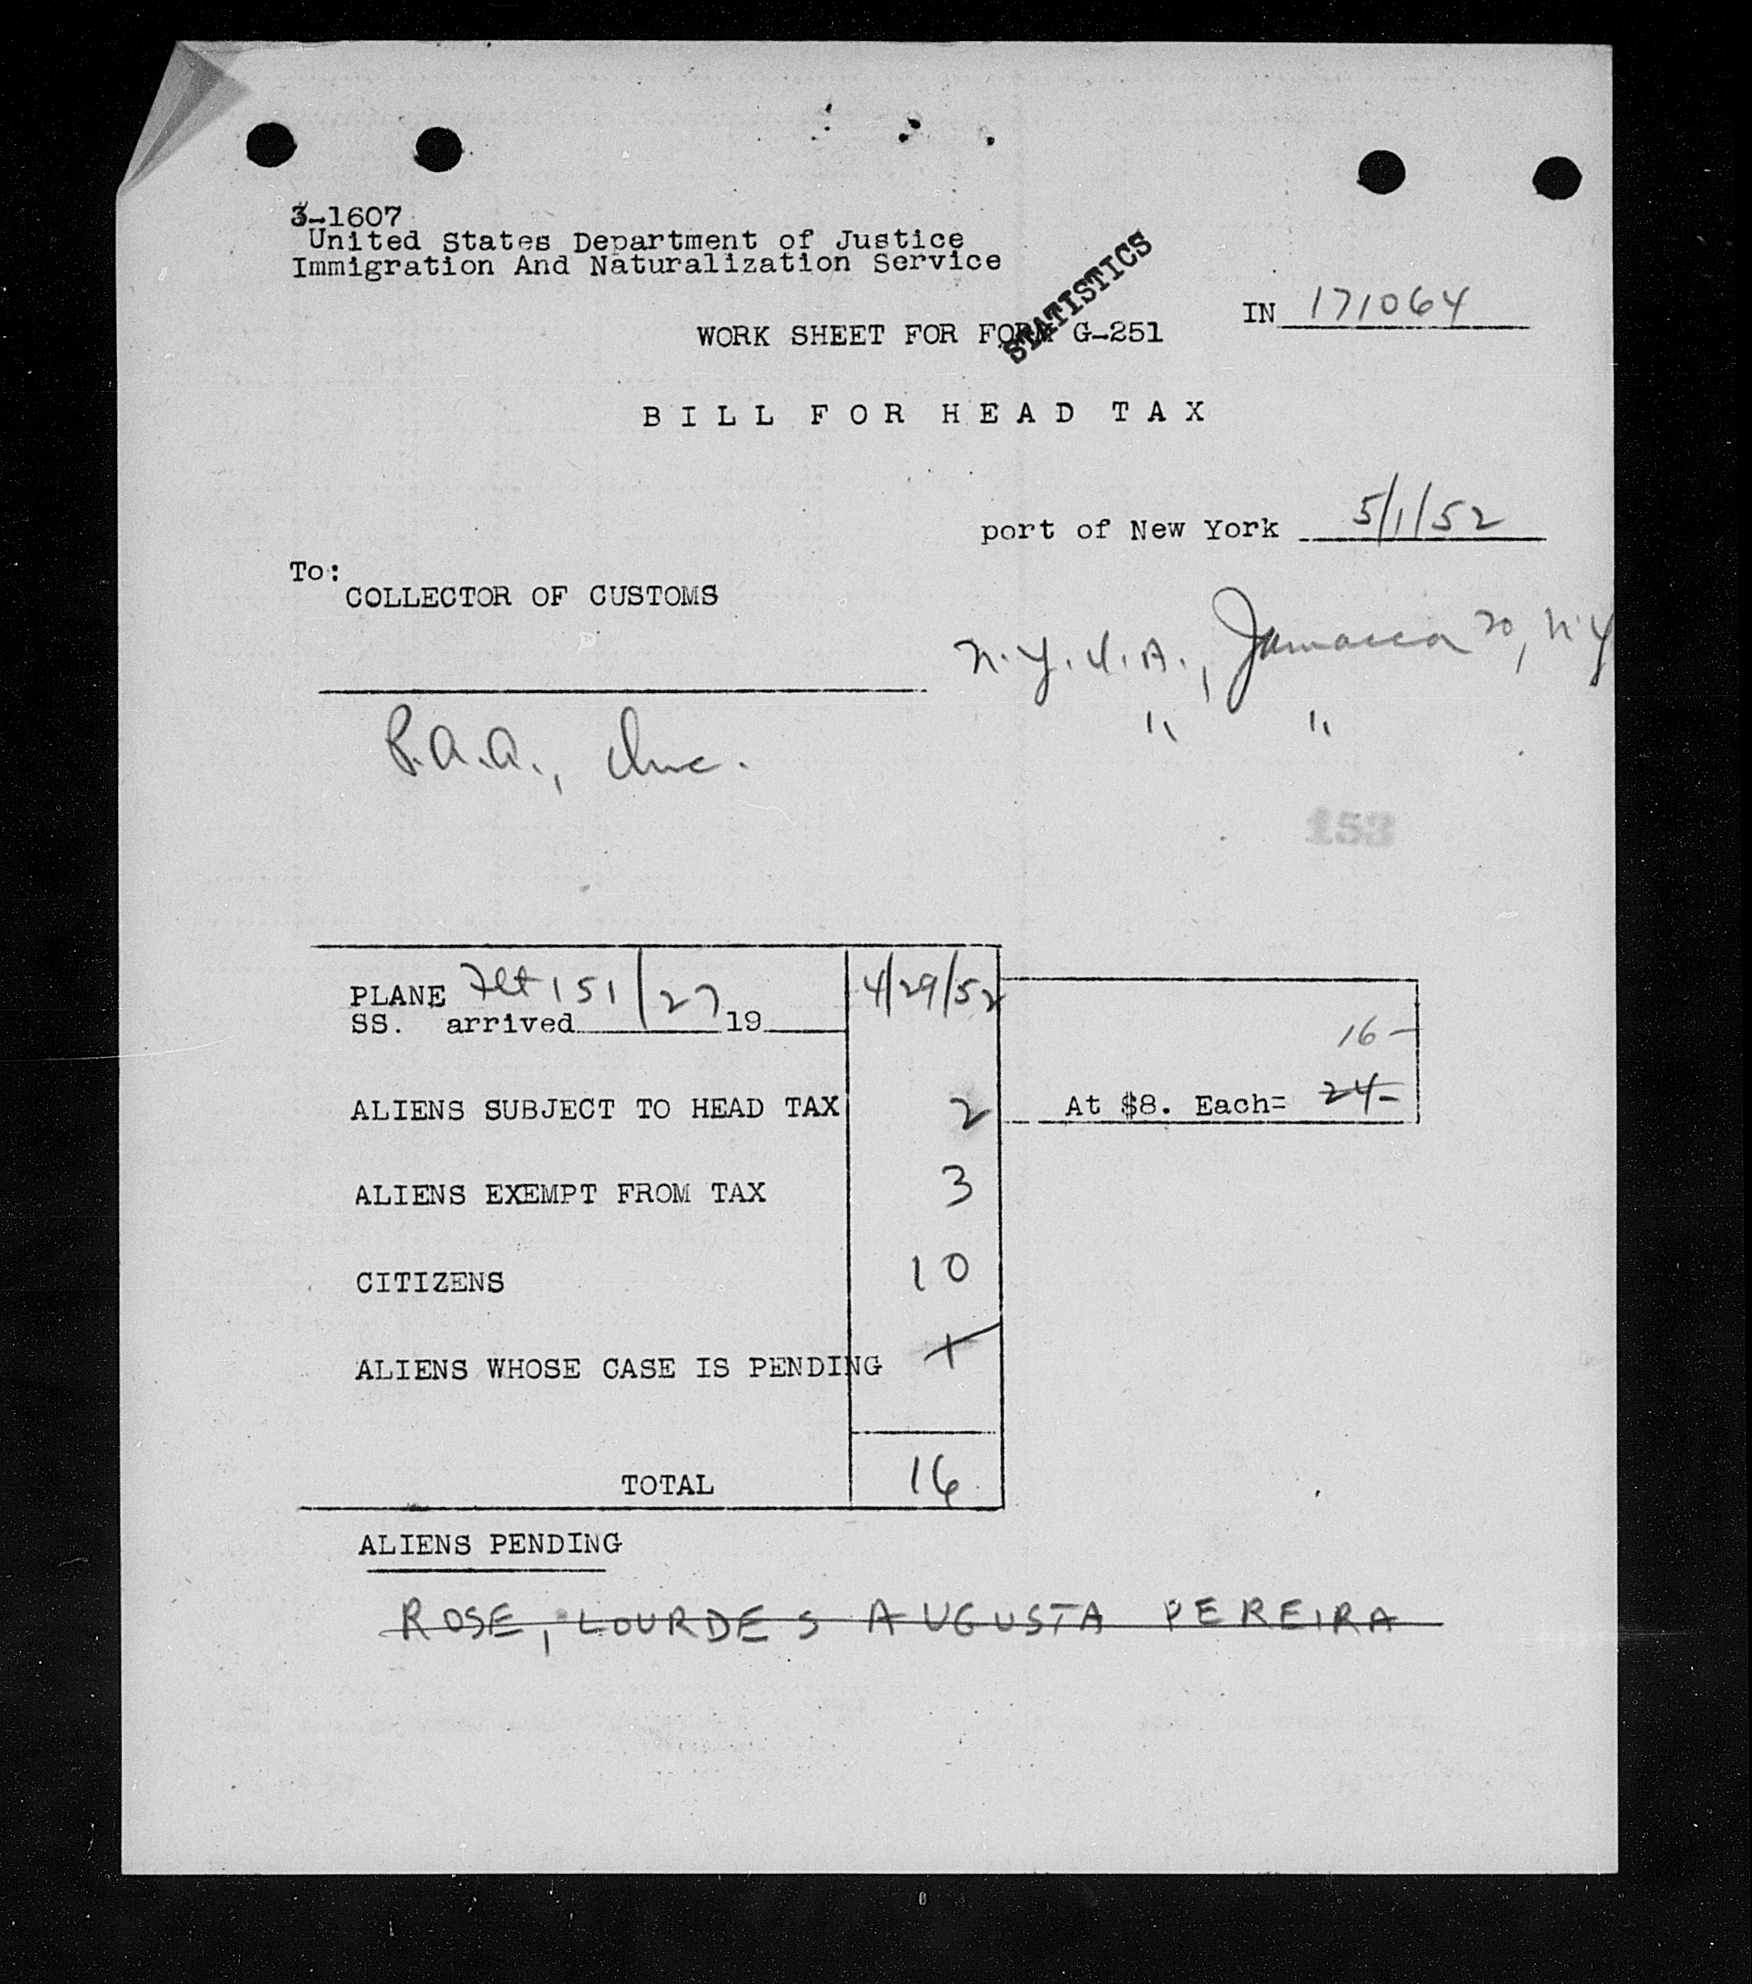 3-1607
United States Department of Justice
Immigration And Naturalization Service
STATISTICS
IN 171064
WORK SHEET FOR FORM G-251
BILL FOR HEAD TAX
port of New York 5/1/52
To:
COLLECTOR OF CUSTOMS
N.Y.I.A., Jamaica 20, N.Y
" "
P.A.A., Inc.
153
PLANE Flt 151/27 4/29/52
SS. arrived 19
16-
ALIENS SUBJECT TO HEAD TAX 2 At $8. Each= 24-
ALIENS EXEMPT FROM TAX 3
CITIZENS 10
ALIENS WHOSE CASE IS PENDING 1
TOTAL 16
ALIENS PENDING
ROSE, LOURDES AUGUSTA PEREIRA